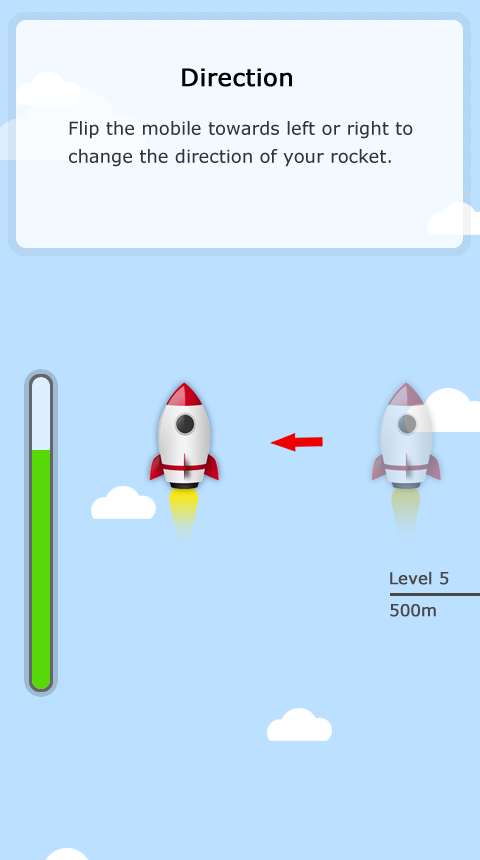 Direction
Flip the mobile towards left or right to
change the direction of your rocket.
Level 5
500m